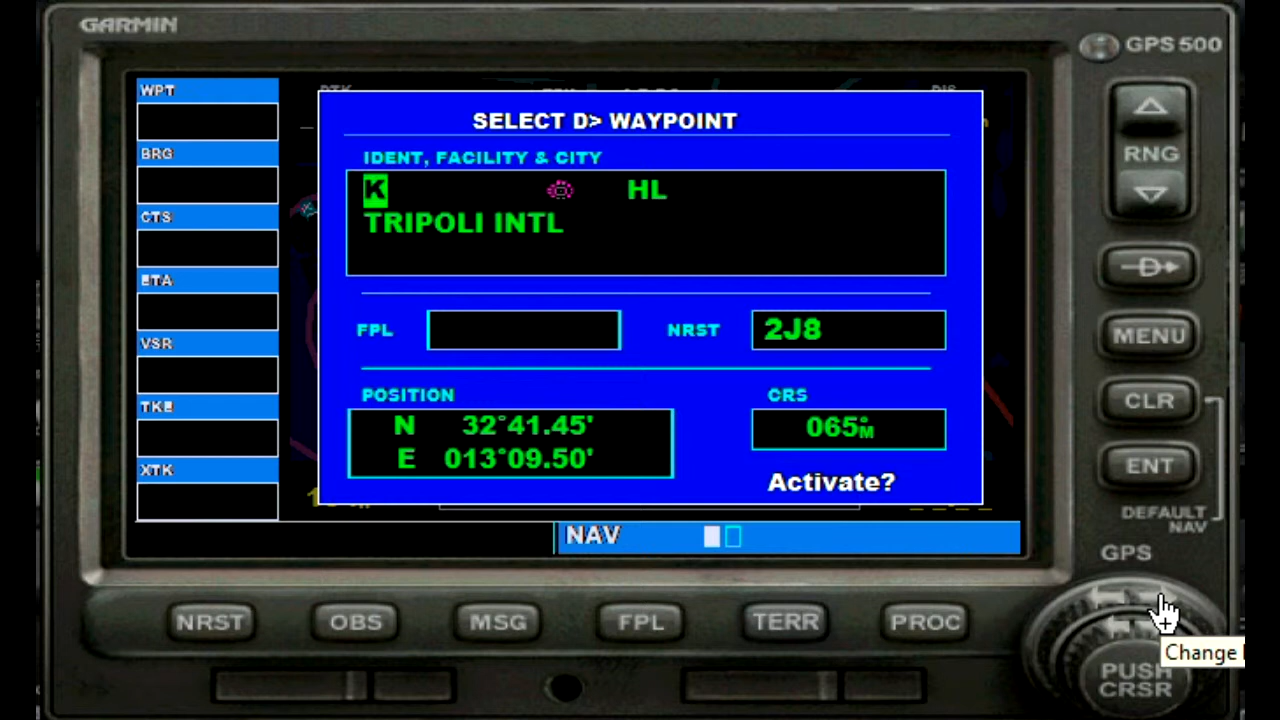 GARMIN
GPS 500
WPT
BRG
CTS
ETA
VSR
TKE
XTK
DTK
DIS
SELECT D> WAYPOINT
IDENT, FACILITY & CITY
K HL
TRIPOLI INTL
FPL
NRST 2J8
POSITION
N 32°41.45'
E 013°09.50'
CRS
065°M
Activate?
NAV
RNG
D
MENU
CLR
ENT
DEFAULT
NAV
GPS
NRST OBS MSG FPL TERR PROC
Change
PUSH
CRSR